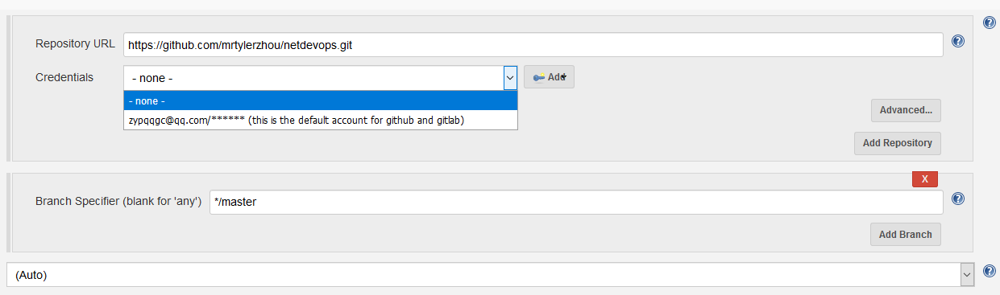 Repository URL https://github.com/mrtylerzhou/netdevops.git
Credentials - none - Add
- none -
zypqqgc@qq.com/****** (this is the default account for github and gitlab)
Advanced...
Add Repository
X
Branch Specifier (blank for 'any') */master
Add Branch
(Auto)